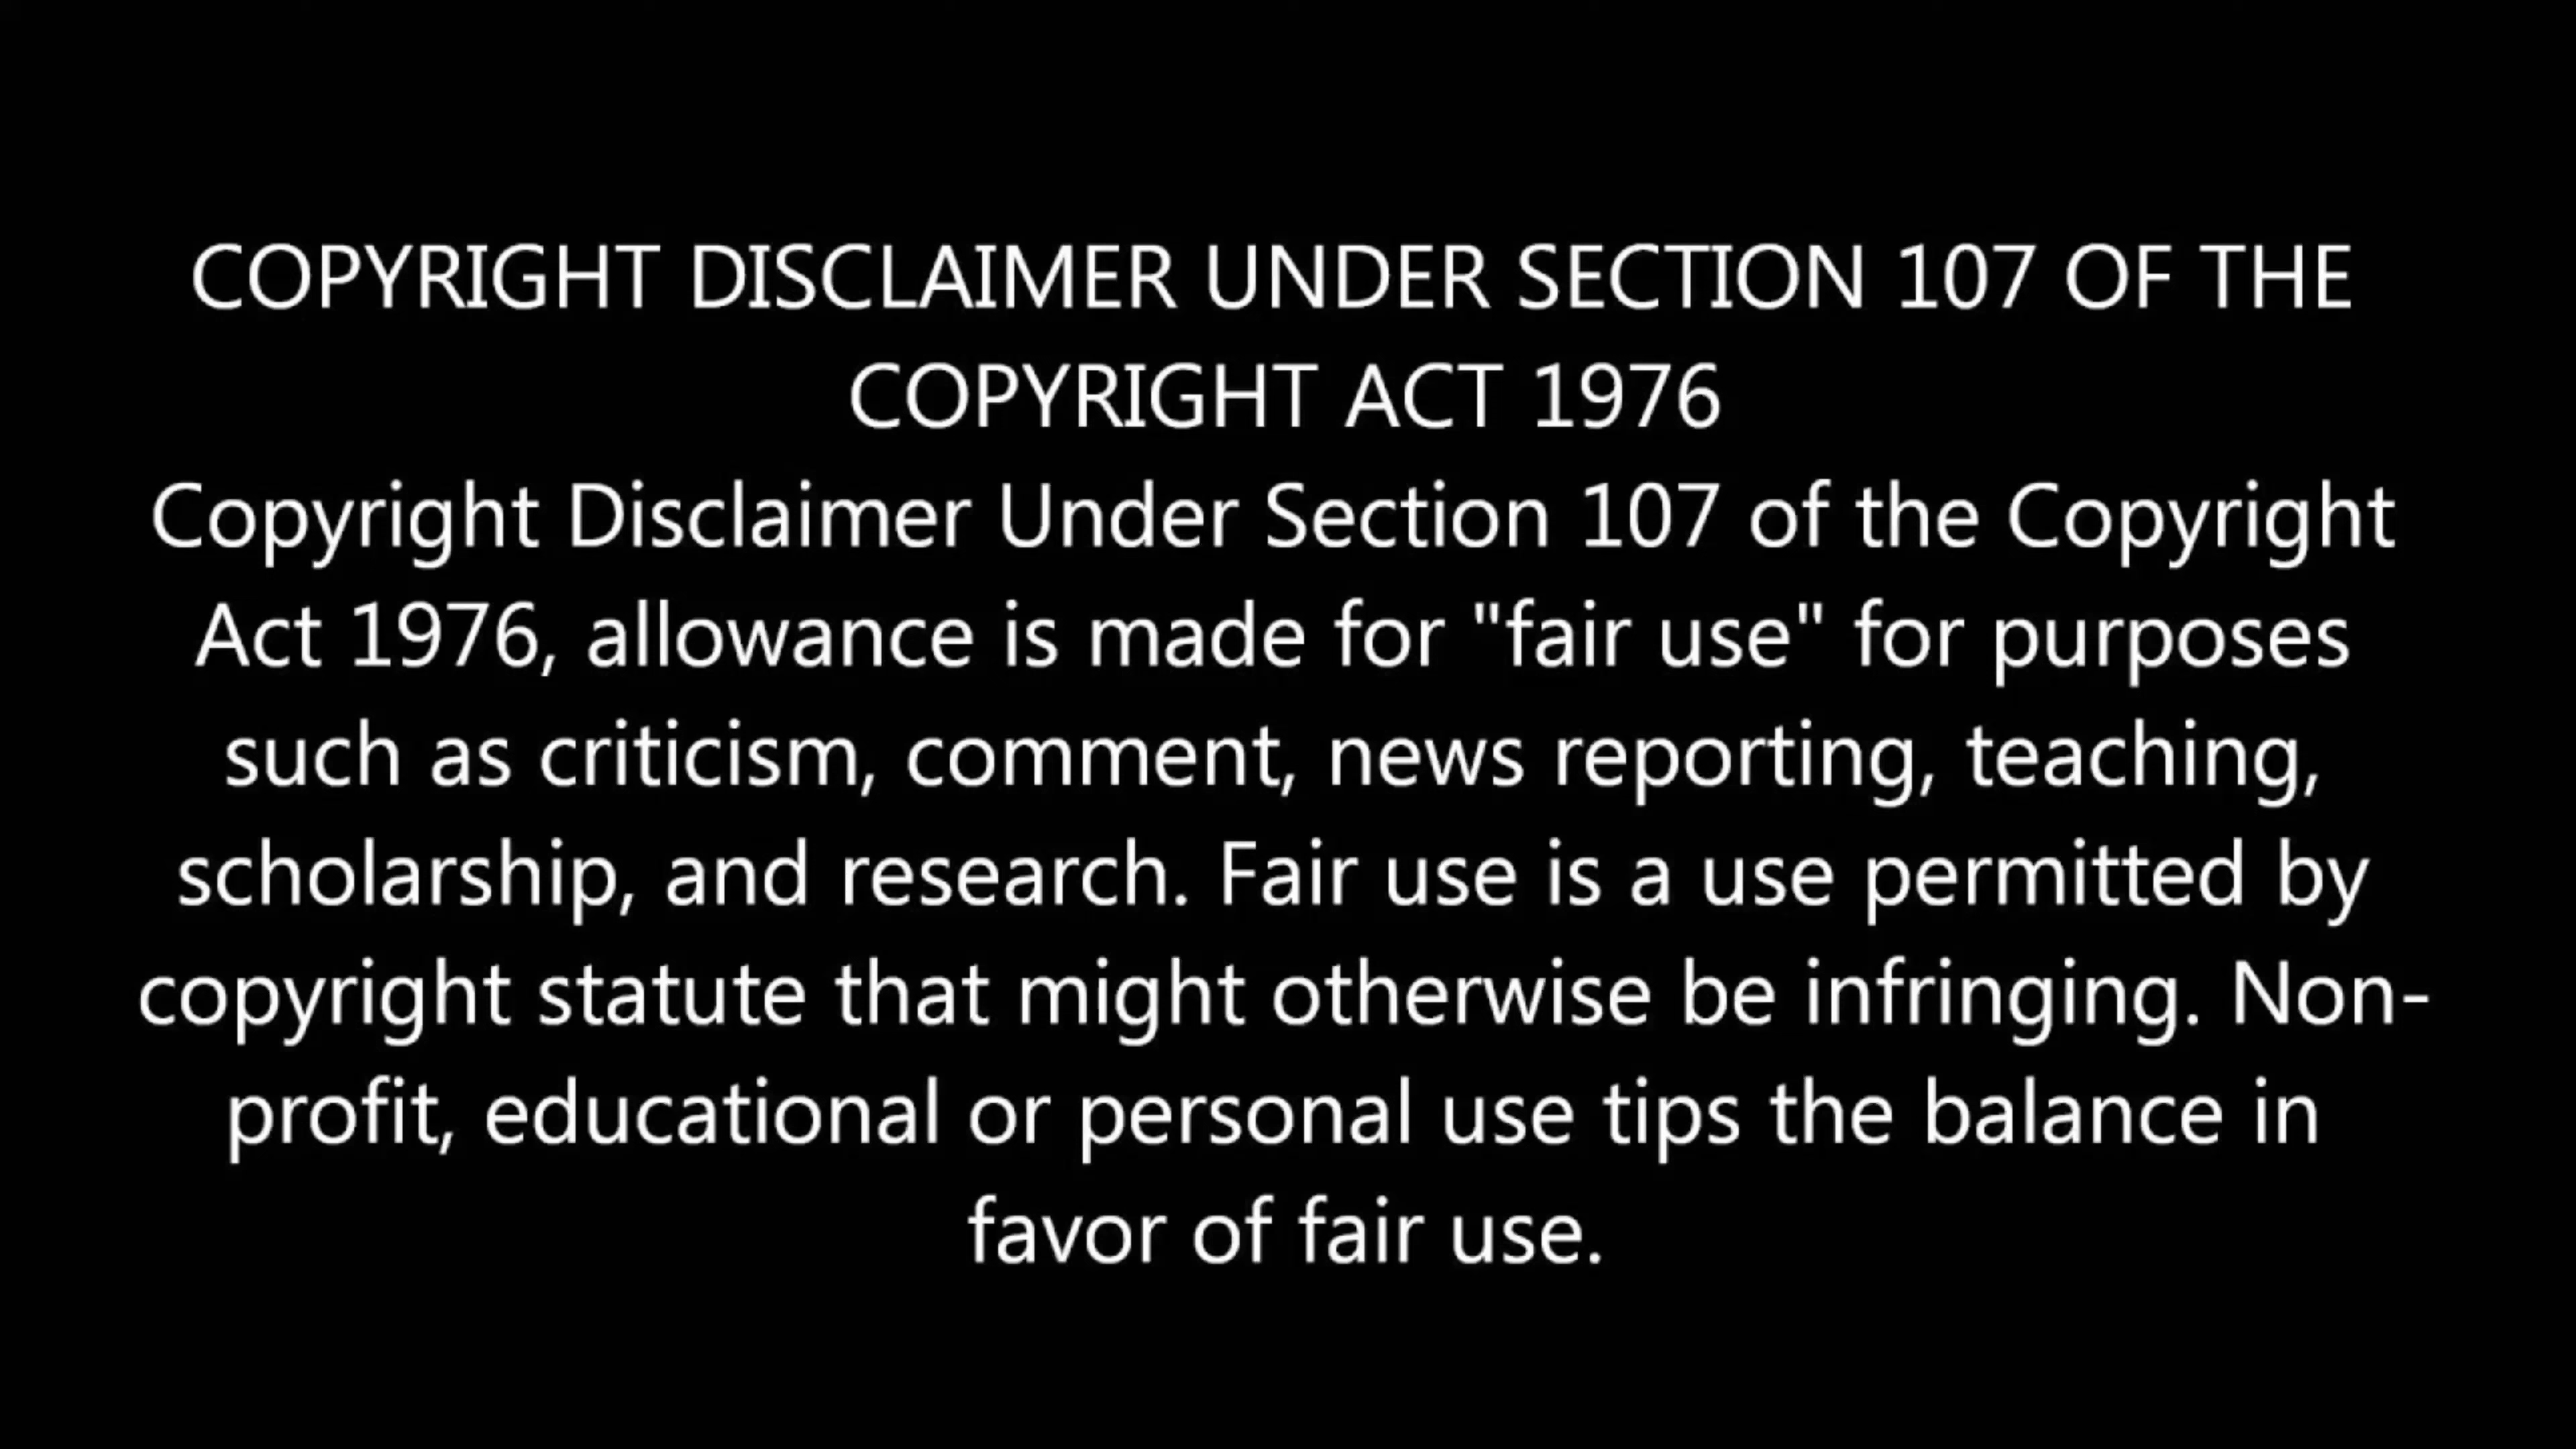 COPYRIGHT DISCLAIMER UNDER SECTION 107 OF THE
COPYRIGHT ACT 1976
Copyright Disclaimer Under Section 107 of the Copyright
Act 1976, allowance is made for "fair use" for purposes
such as criticism, comment, news reporting, teaching,
scholarship, and research. Fair use is a use permitted by
copyright statute that might otherwise be infringing. Non-
profit, educational or personal use tips the balance in
favor of fair use.